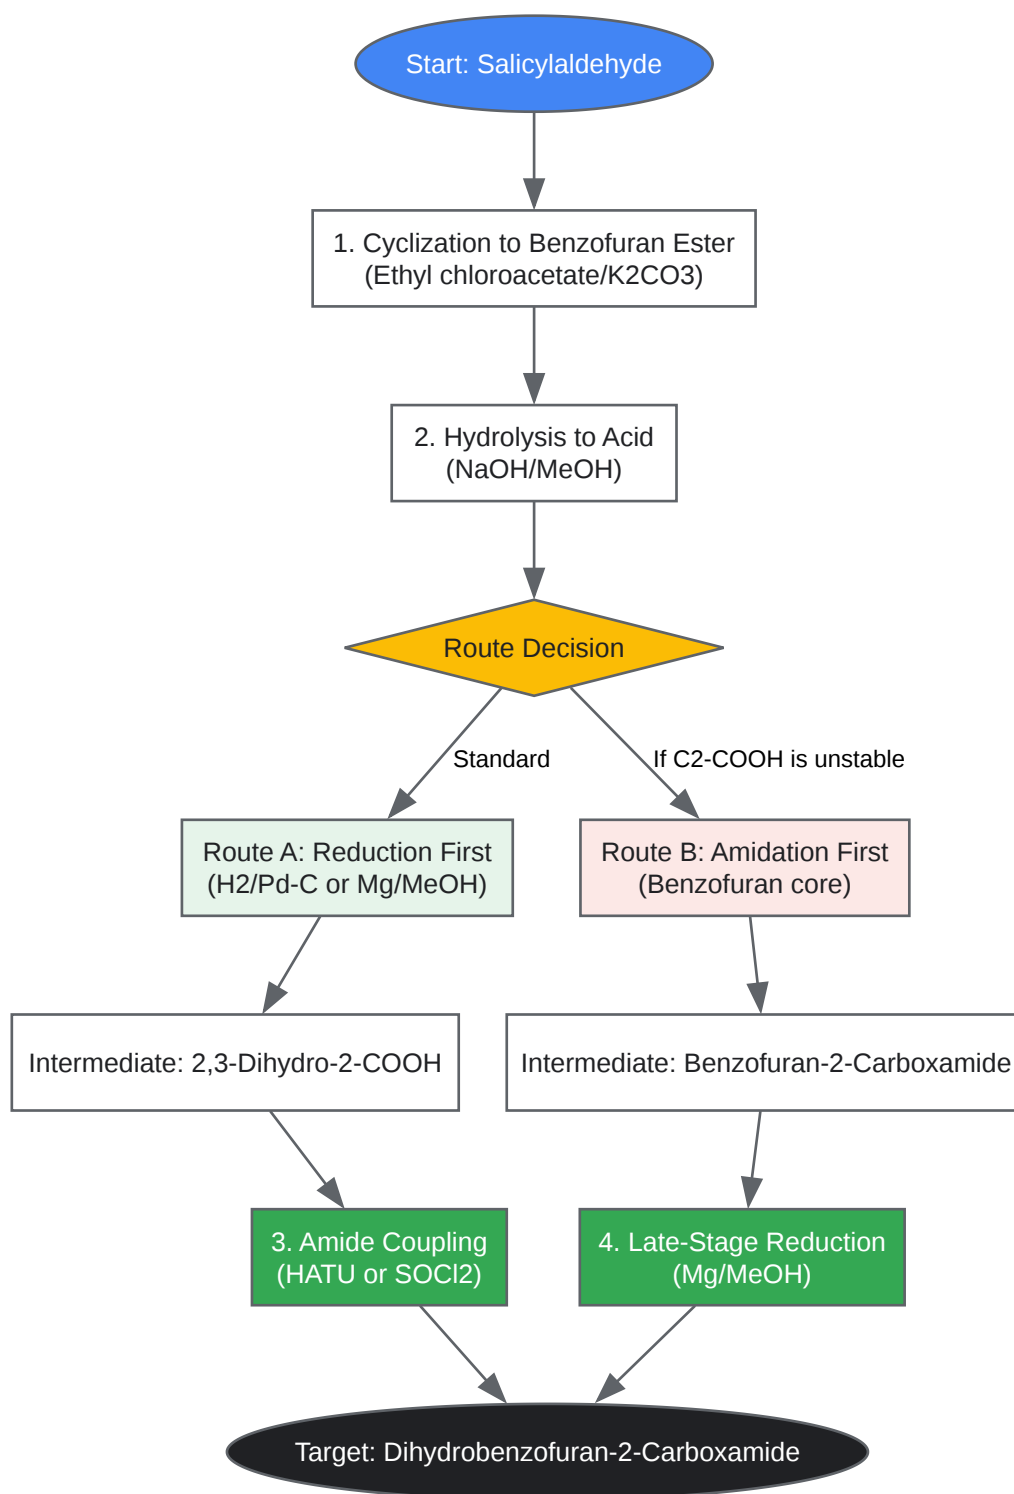 Start: Salicylaldehyde
1. Cyclization to Benzofuran Ester
(Ethyl chloroacetate/K2CO3)
2. Hydrolysis to Acid
(NaOH/MeOH)
Route Decision
Standard
If C2-COOH is unstable
Route A: Reduction First
(H2/Pd-C or Mg/MeOH)
Route B: Amidation First
(Benzofuran core)
Intermediate: 2,3-Dihydro-2-COOH
Intermediate: Benzofuran-2-Carboxamide
3. Amide Coupling
(HATU or SOCl2)
4. Late-Stage Reduction
(Mg/MeOH)
Target: Dihydrobenzofuran-2-Carboxamide